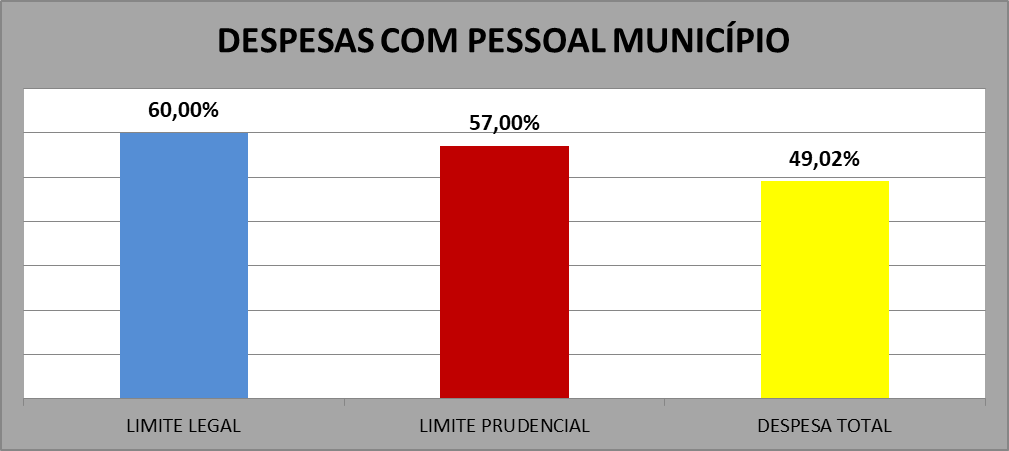 DESPESAS COM PESSOAL MUNICÍPIO
60,00%
57,00%
49,02%
LIMITE LEGAL
LIMITE PRUDENCIAL
DESPESA TOTAL